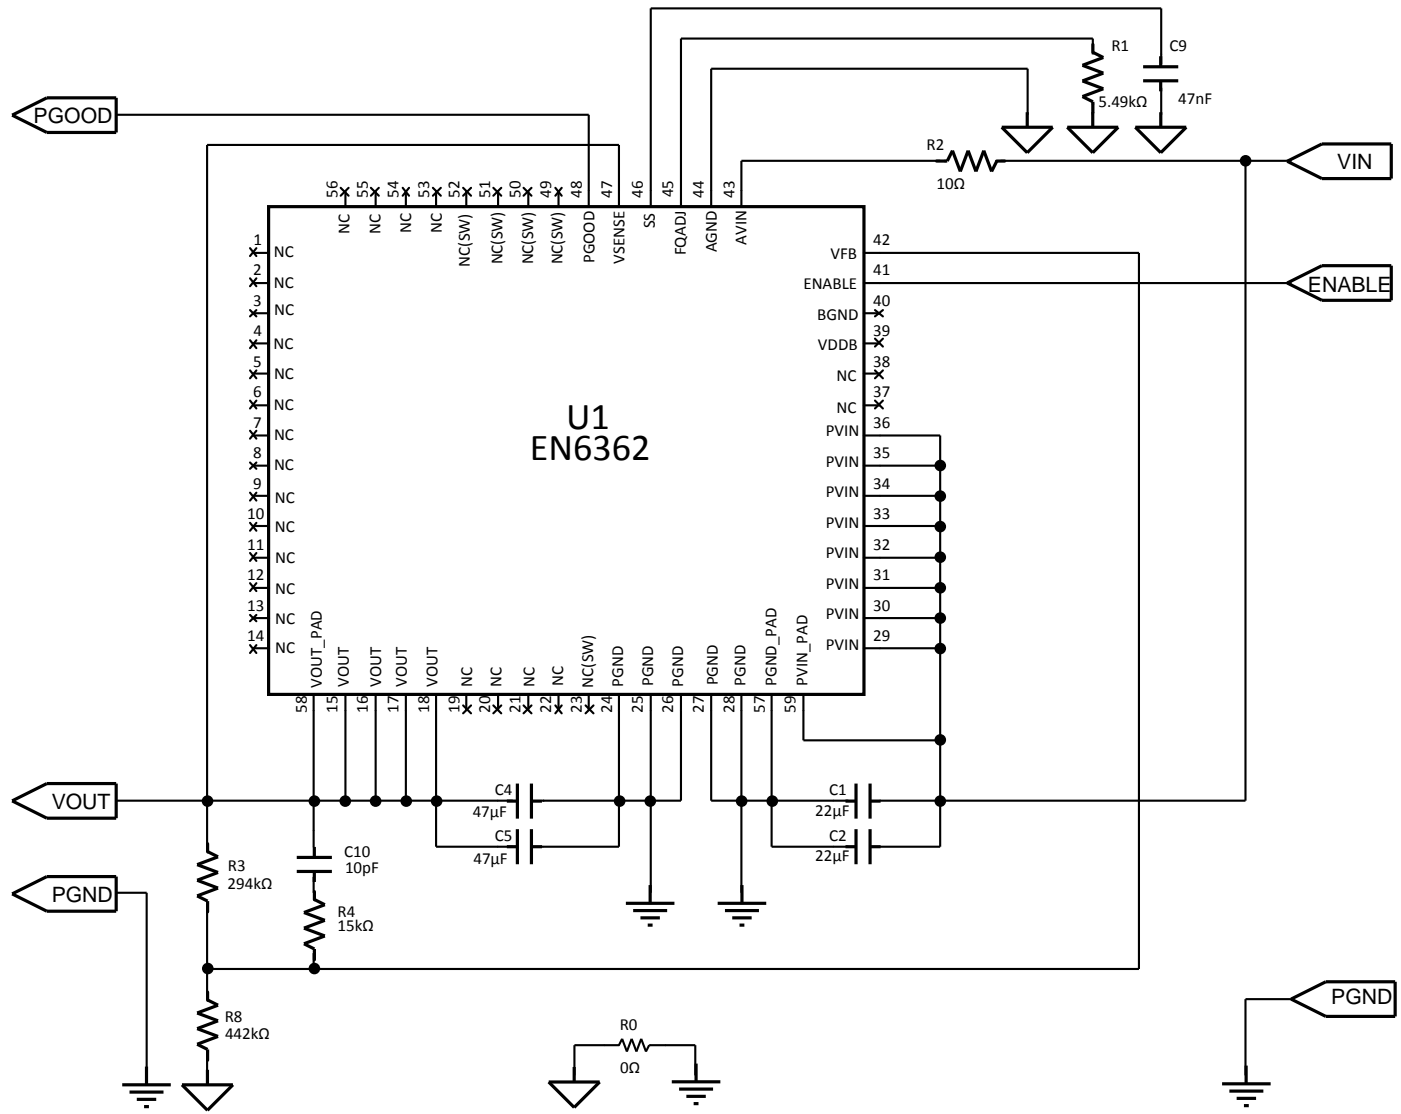 R1
5.49kΩ
C9
47nF
PGOOD
R2
10Ω
VIN
56
55
54
53
52
51
50
49
48
47
46
45
44
43
NC
NC
NC
NC
NC(SW)
NC(SW)
NC(SW)
NC(SW)
PGOOD
VSENSE
SS
FQADJ
AGND
AVIN
1 NC
2 NC
3 NC
4 NC
5 NC
6 NC
7 NC
8 NC
9 NC
10 NC
11 NC
12 NC
13 NC
14 NC
U1
EN6362
VFB 42
ENABLE 41
ENABLE
BGND 40
VDDB 39
NC 38
NC 37
PVIN 36
PVIN 35
PVIN 34
PVIN 33
PVIN 32
PVIN 31
PVIN 30
PVIN 29
VOUT_PAD
VOUT
VOUT
VOUT
VOUT
NC
NC
NC
NC
NC(SW)
PGND
PGND
PGND
PGND
PGND
PGND_PAD
PVIN_PAD
58
15
16
17
18
19
20
21
22
23
24
25
26
27
28
57
59
VOUT
C4
47µF
C5
47µF
C1
22µF
C2
22µF
R3
294kΩ
C10
10pF
R4
15kΩ
PGND
R8
442kΩ
R0
0Ω
PGND